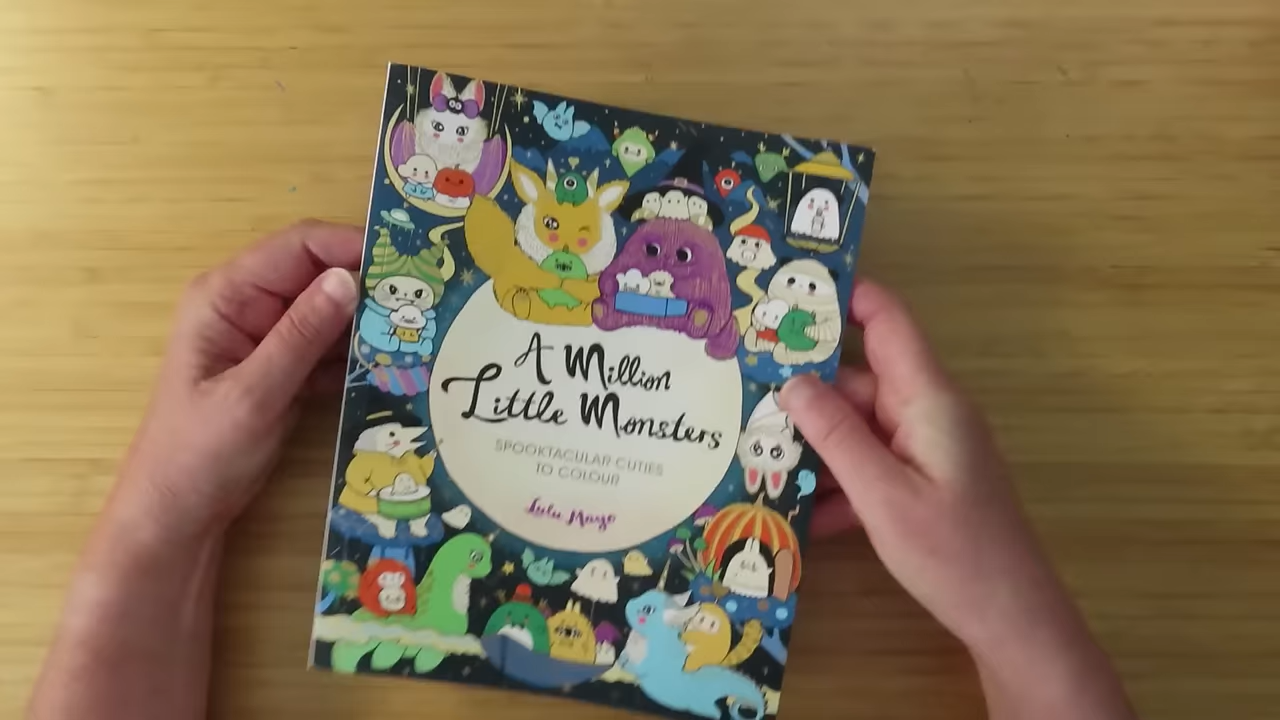 A Million
Little Monsters
SPOOKTACULAR CUTIES
TO COLOUR
Lulu Mayo